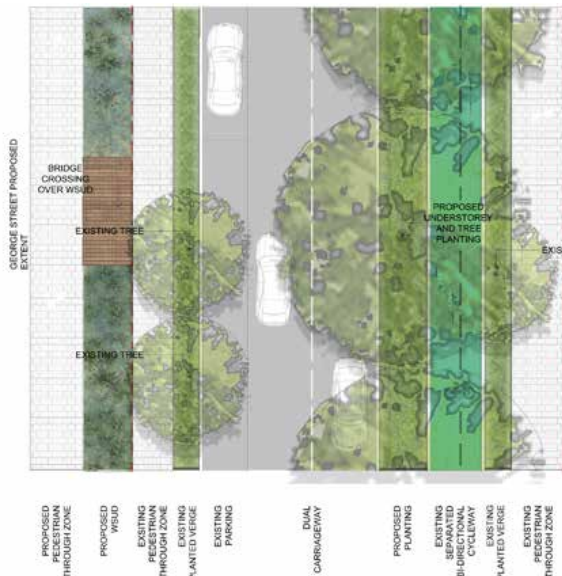 GEORGE STREET PROPOSED
EXTENT
BRIDGE
CROSSING
OVER WSUD
EXISTING TREE
EXISTING TREE
PROPOSED
UNDERSTOREY
AND TREE
PLANTING
EXIS
PROPOSED
PEDESTRIAN
THROUGH ZONE
PROPOSED
WSUD
EXISITING
PEDESTRIAN
THROUGH ZONE
EXISTING
PLANTED VERGE
EXISTING
PARKING
DUAL
CARRIAGEWAY
PROPOSED
PLANTING
EXISTING
SEPARATED
BI-DIRECTIONAL
CYCLEWAY
EXISTING
PLANTED VERGE
EXISTING
PEDESTRIAN
THROUGH ZONE